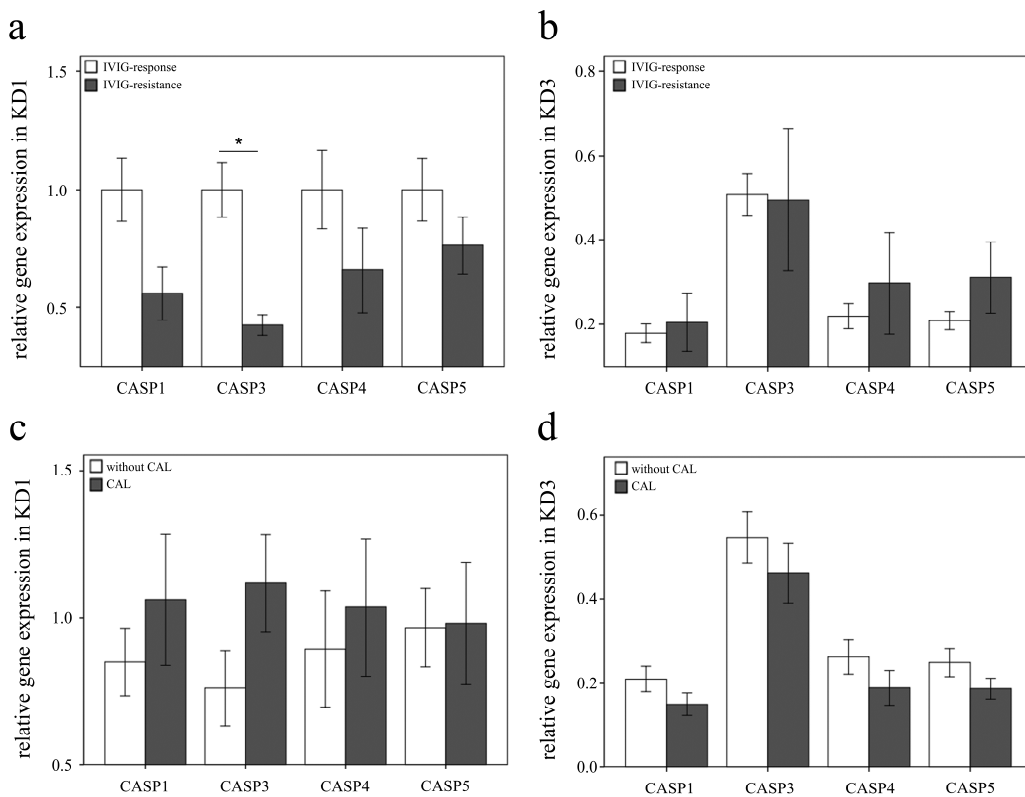 a
relative gene expression in KD1
IVIG-response
IVIG-resistance
1.5
1.0
0.5
*
CASP1 CASP3 CASP4 CASP5
b
relative gene expression in KD3
IVIG-response
IVIG-resistance
0.8
0.6
0.4
0.2
CASP1 CASP3 CASP4 CASP5
c
relative gene expression in KD1
without CAL
CAL
1.5
1.0
0.5
CASP1 CASP3 CASP4 CASP5
d
relative gene expression in KD3
without CAL
CAL
0.6
0.4
0.2
0.0
CASP1 CASP3 CASP4 CASP5